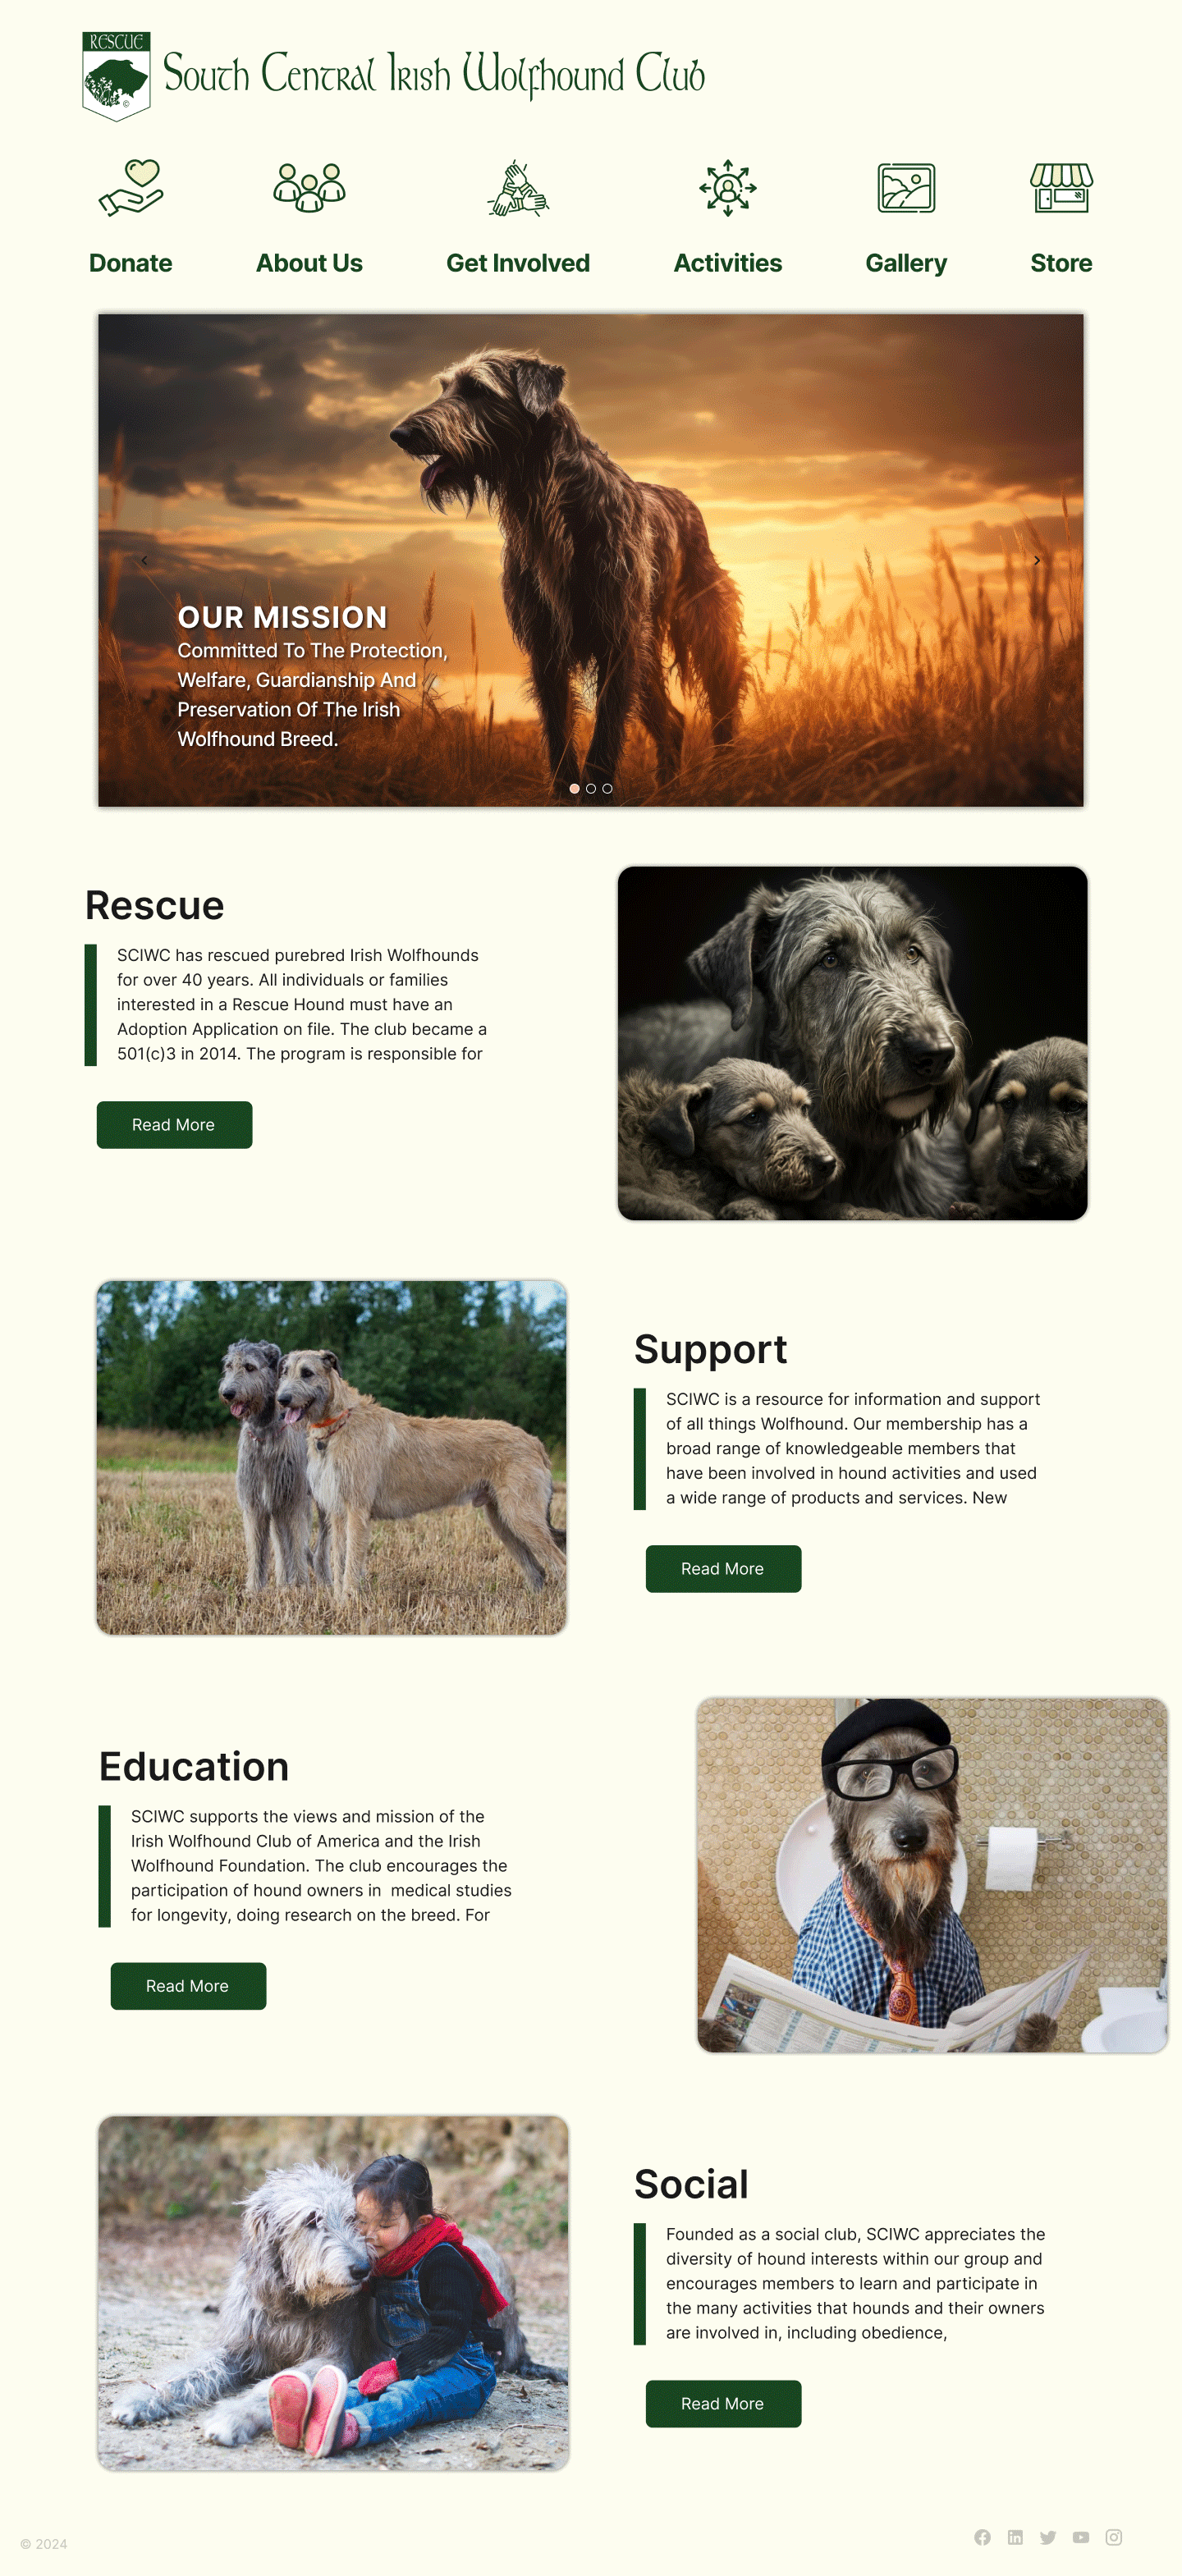 RESCUE
©
South Central Irish Wolfhound Club
Donate
About Us
Get Involved
Activities
Gallery
Store
OUR MISSION
Committed To The Protection,
Welfare, Guardianship And
Preservation Of The Irish
Wolfhound Breed.
Rescue
SCIWC has rescued purebred Irish Wolfhounds
for over 40 years. All individuals or families
interested in a Rescue Hound must have an
Adoption Application on file. The club became a
501(c)3 in 2014. The program is responsible for
Read More
Support
SCIWC is a resource for information and support
of all things Wolfhound. Our membership has a
broad range of knowledgeable members that
have been involved in hound activities and used
a wide range of products and services. New
Read More
Education
SCIWC supports the views and mission of the
Irish Wolfhound Club of America and the Irish
Wolfhound Foundation. The club encourages the
participation of hound owners in  medical studies
for longevity, doing research on the breed. For
Read More
Social
Founded as a social club, SCIWC appreciates the
diversity of hound interests within our group and
encourages members to learn and participate in
the many activities that hounds and their owners
are involved in, including obedience,
Read More
© 2024